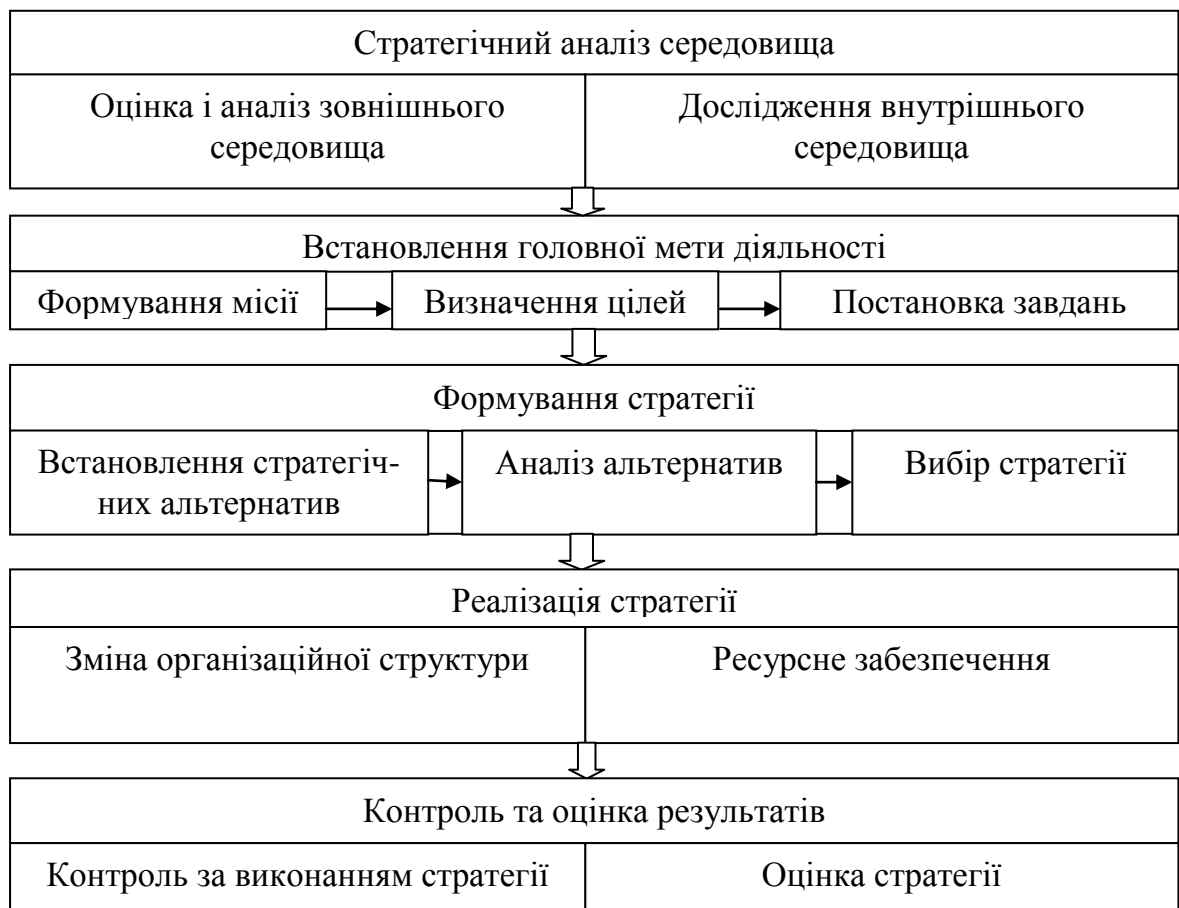 Стратегічний аналіз середовища
Оцінка і аналіз зовнішнього
середовища
Дослідження внутрішнього
середовища
Встановлення головної мети діяльності
Формування місії
Визначення цілей
Постановка завдань
Формування стратегії
Встановлення стратегіч-
них альтернатив
Аналіз альтернатив
Вибір стратегії
Реалізація стратегії
Зміна організаційної структури
Ресурсне забезпечення
Контроль та оцінка результатів
Контроль за виконанням стратегії
Оцінка стратегії